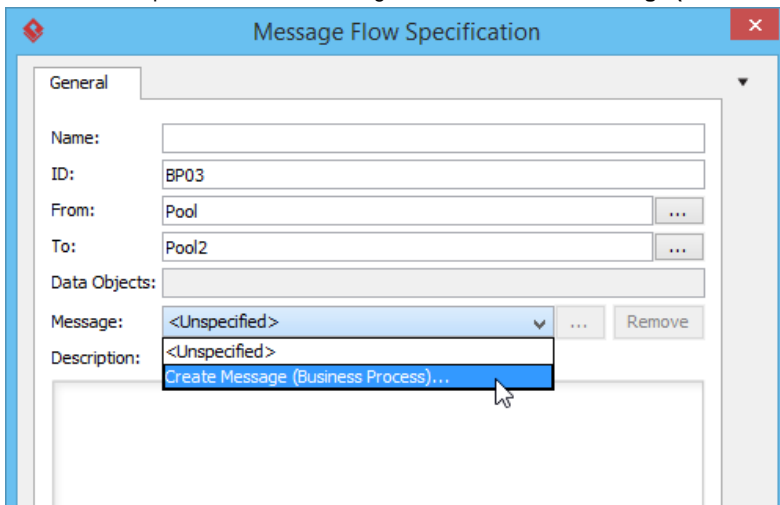 Message Flow Specification
General
Name:
ID: BP03
From: Pool ...
To: Pool2 ...
Data Objects:
Message: <Unspecified> ... Remove
Description: <Unspecified>
Create Message (Business Process)...